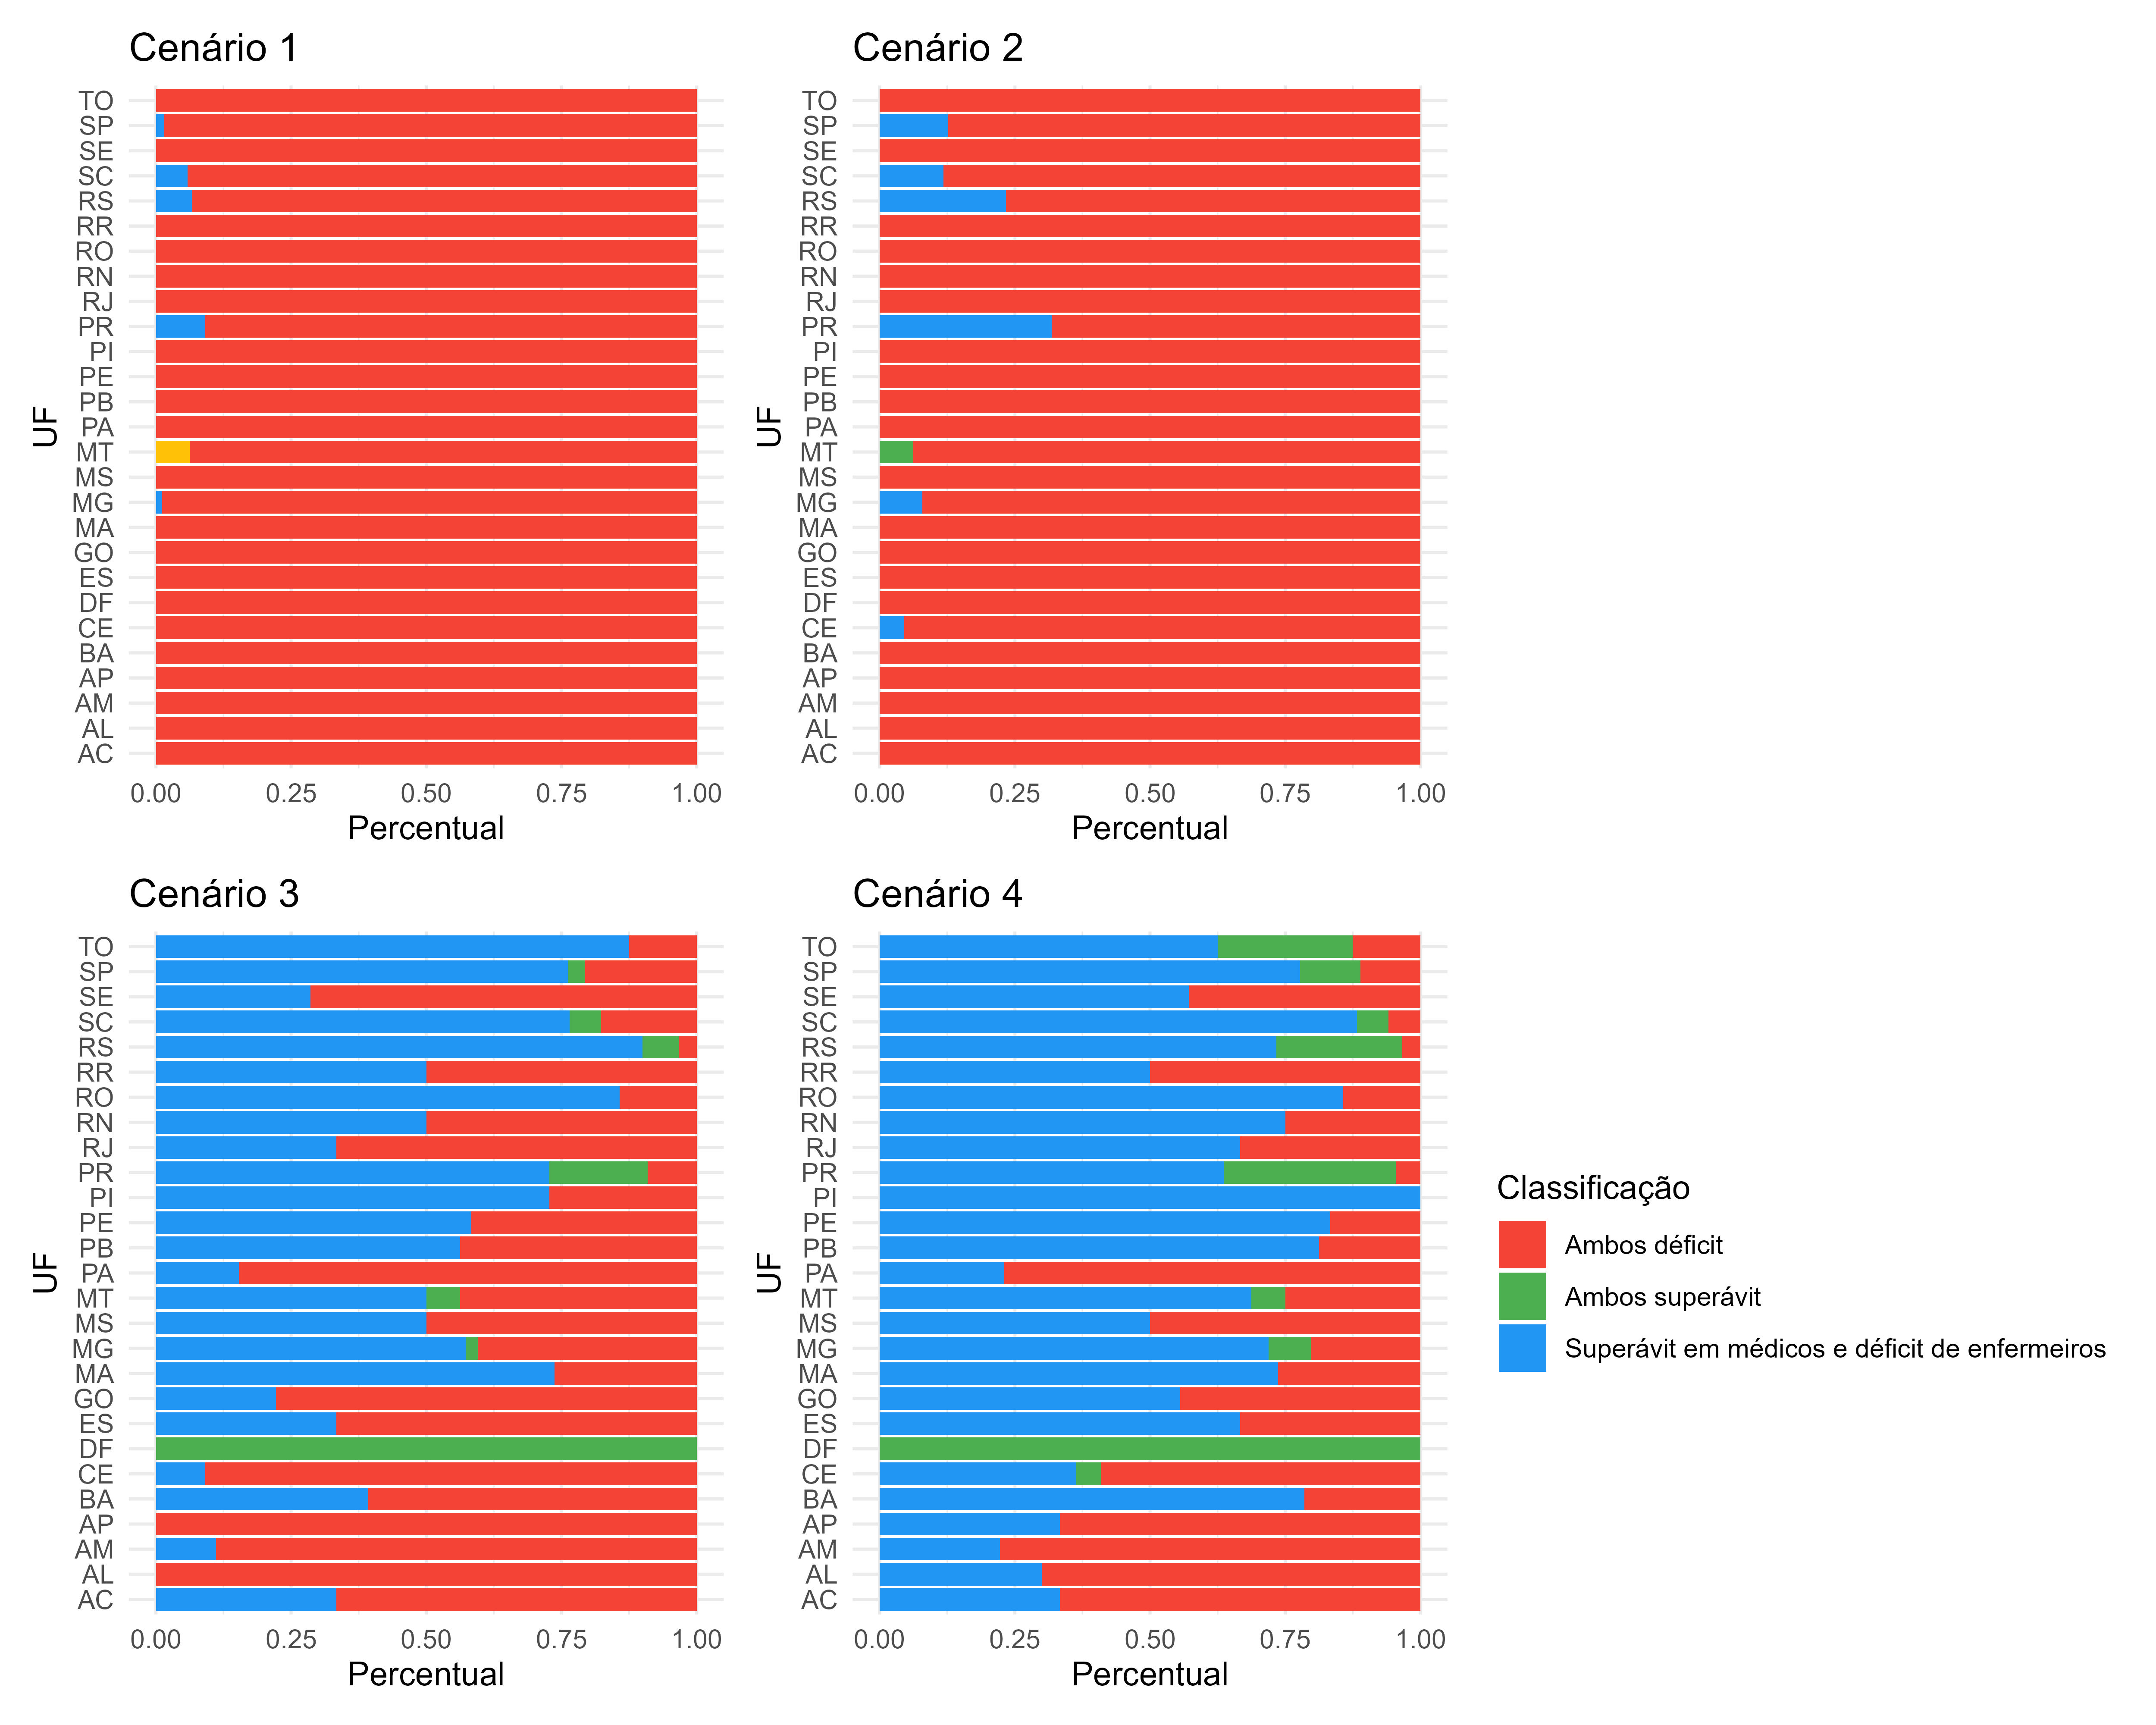 Cenário 1
TO
SP
SE
SC
RS
RR
RO
RN
RJ
PR
PI
PE
PB
PA
MT
MS
MG
MA
GO
ES
DF
CE
BA
AP
AM
AL
AC
UF
0.00 0.25 0.50 0.75 1.00
Percentual
Cenário 2
TO
SP
SE
SC
RS
RR
RO
RN
RJ
PR
PI
PE
PB
PA
MT
MS
MG
MA
GO
ES
DF
CE
BA
AP
AM
AL
AC
UF
0.00 0.25 0.50 0.75 1.00
Percentual
Cenário 3
TO
SP
SE
SC
RS
RR
RO
RN
RJ
PR
PI
PE
PB
PA
MT
MS
MG
MA
GO
ES
DF
CE
BA
AP
AM
AL
AC
UF
0.00 0.25 0.50 0.75 1.00
Percentual
Cenário 4
TO
SP
SE
SC
RS
RR
RO
RN
RJ
PR
PI
PE
PB
PA
MT
MS
MG
MA
GO
ES
DF
CE
BA
AP
AM
AL
AC
UF
0.00 0.25 0.50 0.75 1.00
Percentual
Classificação
Ambos déficit
Ambos superávit
Superávit em médicos e déficit de enfermeiros